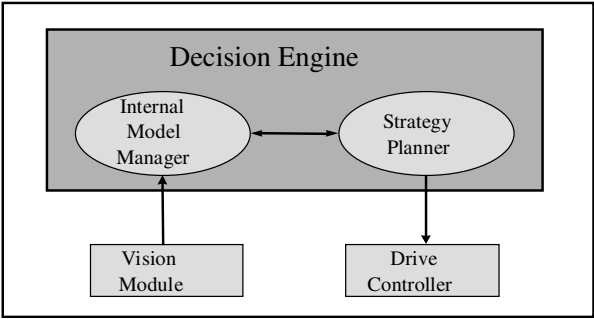 Decision Engine
Internal
Model
Manager
Strategy
Planner
Vision
Module
Drive
Controller